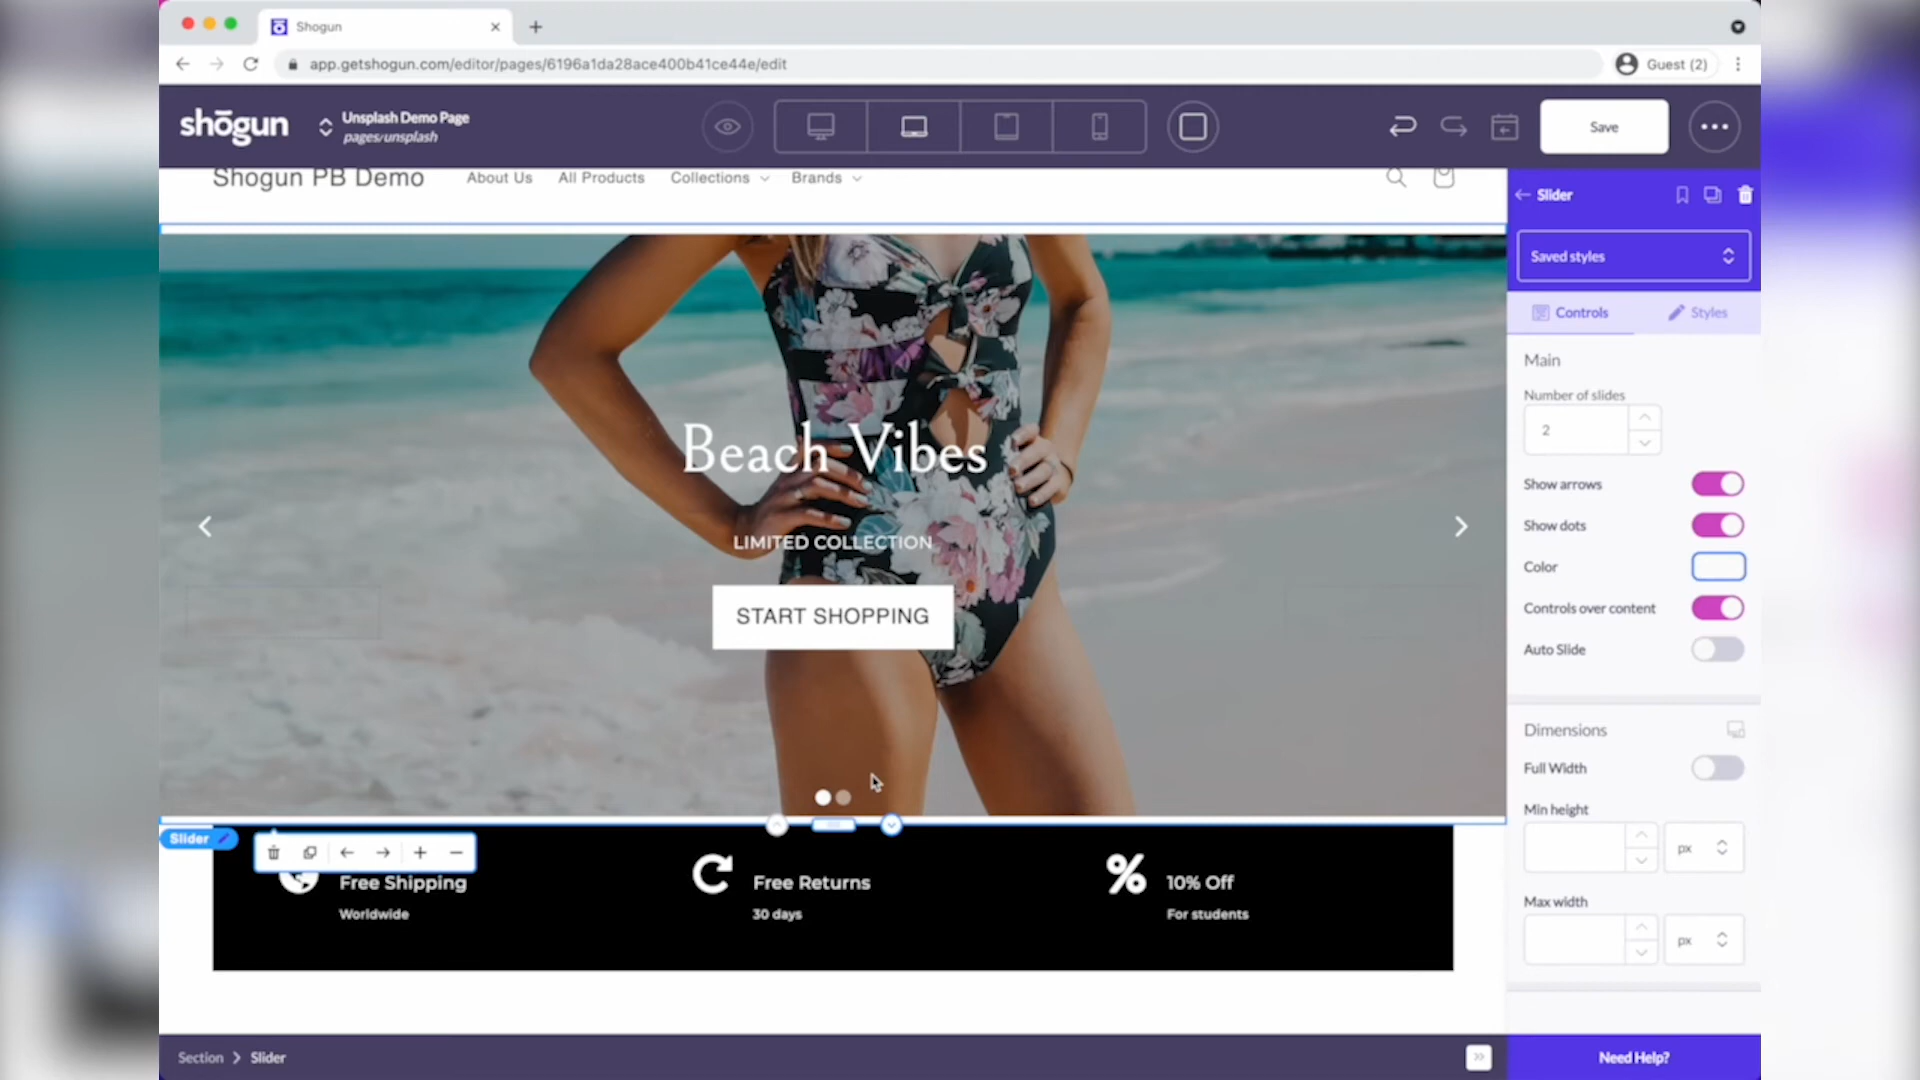 Shogun
app.getshogun.com/editor/pages/6196a1da28ace400b41ce44e/edit
Guest (2)
shōgun
Unsplash Demo Page
pages/unsplash
Save
Shogun PB Demo
About Us
All Products
Collections
Brands
Slider
Saved styles
Controls
Styles
Main
Number of slides
2
Show arrows
Show dots
Color
Controls over content
Auto Slide
Dimensions
Full Width
Min height
px
Max width
px
Beach Vibes
LIMITED COLLECTION
START SHOPPING
Slider
Free Shipping
Worldwide
Free Returns
30 days
%
10% Off
For students
Section
Slider
Need Help?